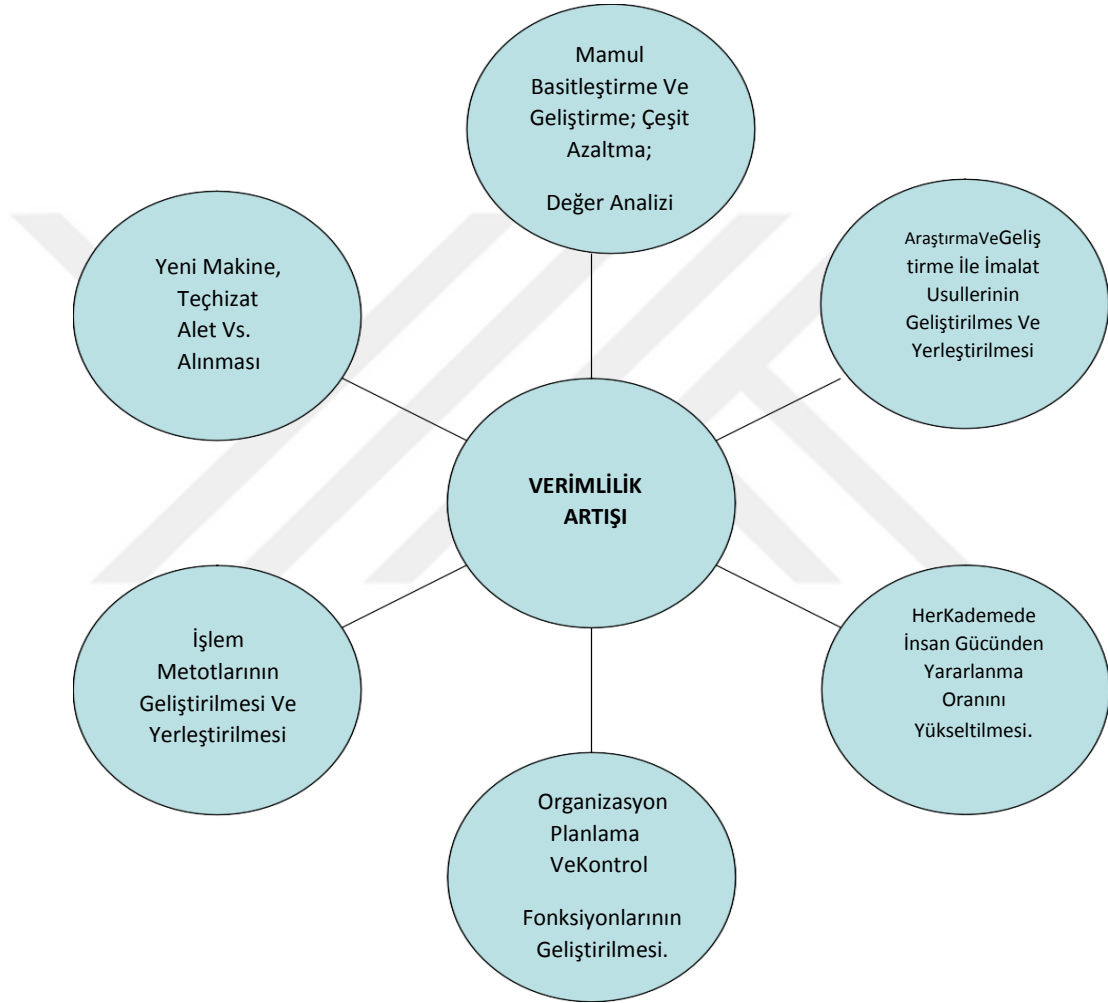 Mamul
Basitleştirme Ve
Geliştirme; Çeşit
Azaltma;
Değer Analizi
AraştırmaVeGeliş
tirme İle İmalat
Usullerinin
Geliştirilmes Ve
Yerleştirilmesi
Yeni Makine,
Teçhizat
Alet Vs.
Alınması
VERİMLİLİK
ARTIŞI
İşlem
Metotlarının
Geliştirilmesi Ve
Yerleştirilmesi
HerKademede
İnsan Gücünden
Yararlanma
Oranını
Yükseltilmesi.
Organizasyon
Planlama
VeKontrol
Fonksiyonlarının
Geliştirilmesi.